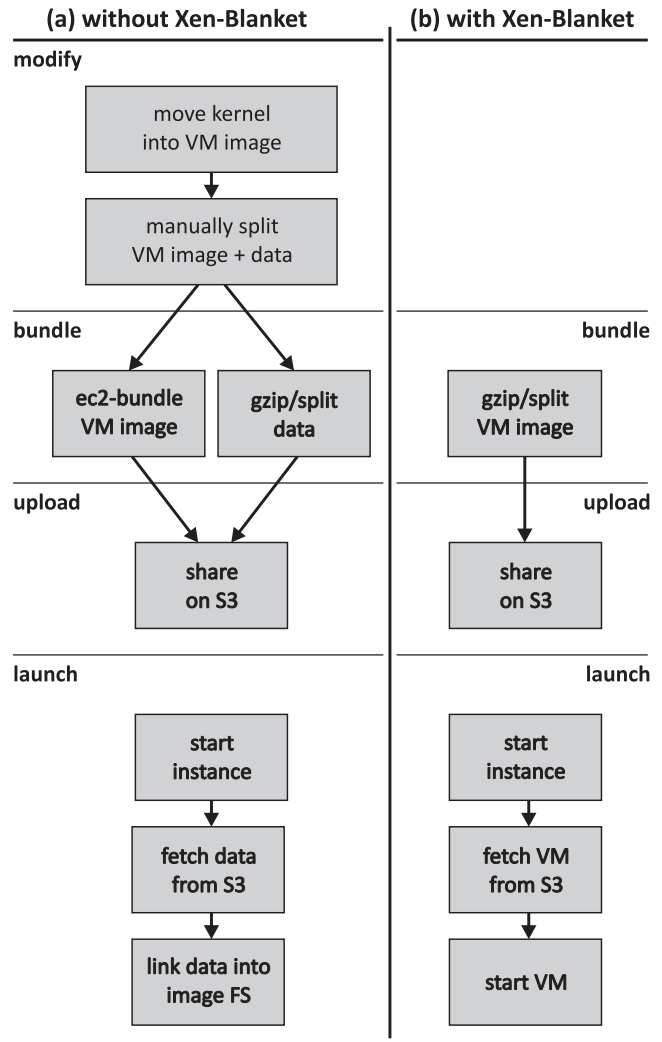 (a) without Xen-Blanket
modify
move kernel
into VM image
manually split
VM image + data
bundle
ec2-bundle
VM image
gzip/split
data
upload
share
on S3
launch
start
instance
fetch data
from S3
link data into
image FS
(b) with Xen-Blanket
bundle
gzip/split
VM image
upload
share
on S3
launch
start
instance
fetch VM
from S3
start VM